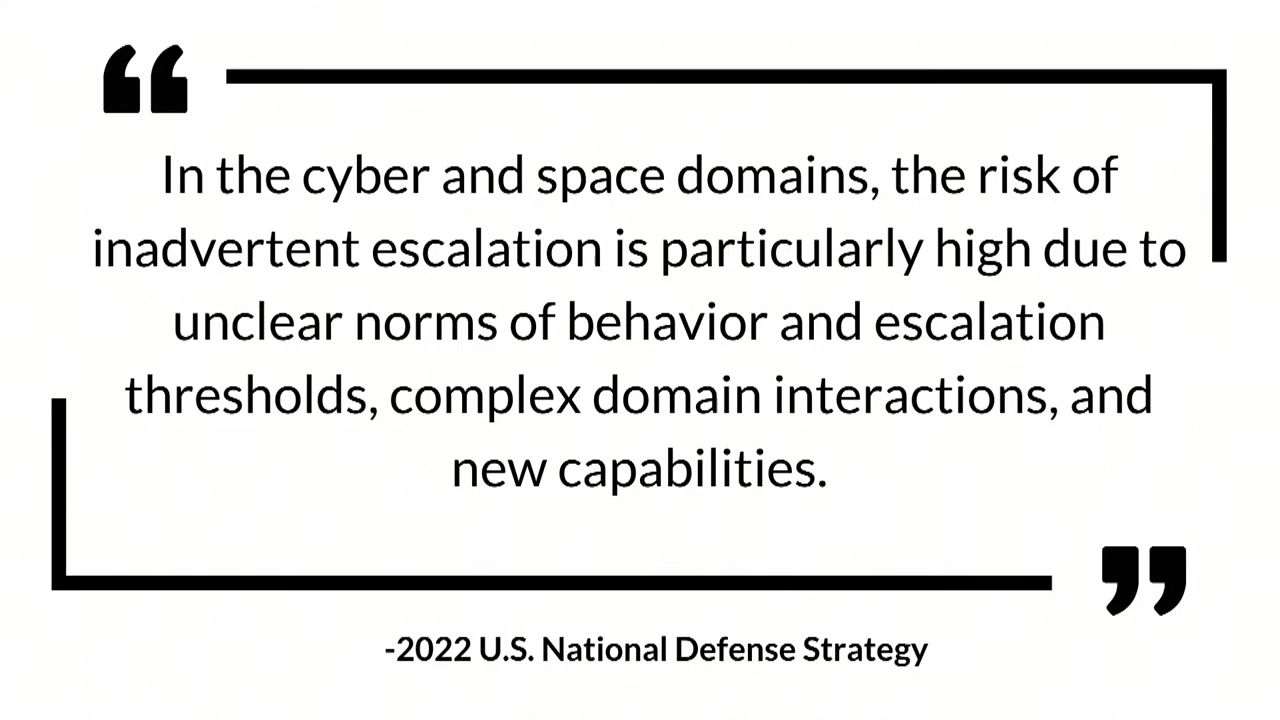 “
In the cyber and space domains, the risk of
inadvertent escalation is particularly high due to
unclear norms of behavior and escalation
thresholds, complex domain interactions, and
new capabilities.
”
-2022 U.S. National Defense Strategy